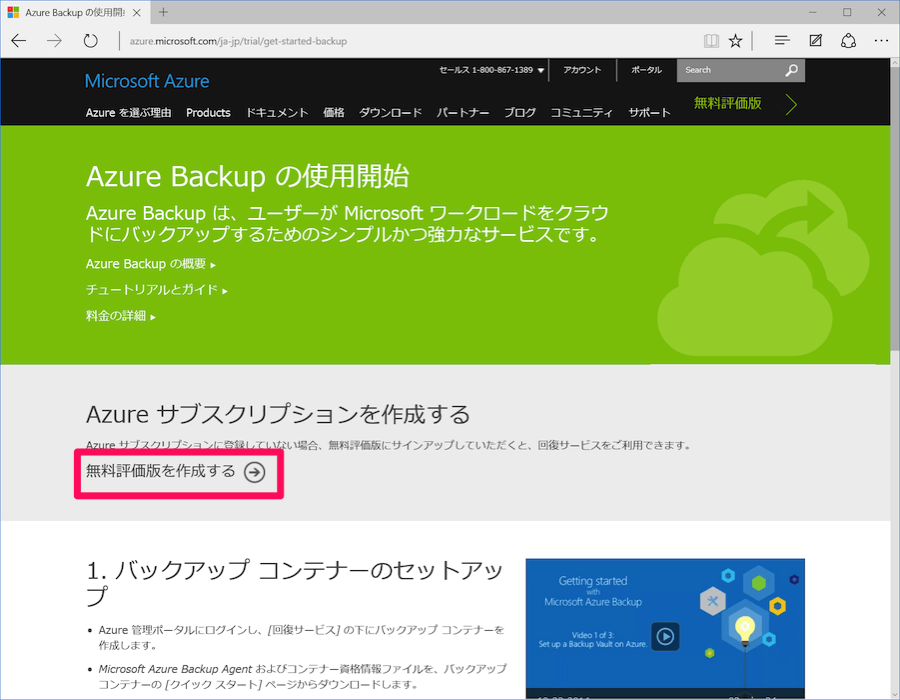 Azure Backup の使用開始
azure.microsoft.com/ja-jp/trial/get-started-backup
セールス 1-800-867-1389 アカウント ポータル Search
Microsoft Azure
無料評価版
Azure を選ぶ理由 Products ドキュメント 価格 ダウンロード パートナー ブログ コミュニティ サポート
Azure Backup の使用開始
Azure Backup は、ユーザーが Microsoft ワークロードをクラウ
ドにバックアップするためのシンプルかつ強力なサービスです。
Azure Backup の概要
チュートリアルとガイド
料金の詳細
Azure サブスクリプションを作成する
Azure サブスクリプションに登録していない場合、無料評価版にサインアップしていただくと、回復サービスをご利用できます。
無料評価版を作成する
1. バックアップ コンテナーのセットアッ
プ
• Azure 管理ポータルにログインし、[回復サービス] の下にバックアップ コンテナーを
作成します。
• Microsoft Azure Backup Agent およびコンテナー資格情報ファイルを、バックアップ
コンテナーの [クイック スタート] ページからダウンロードします。
Getting started
with
Microsoft Azure Backup
Video 1 of 3:
Set up a Backup Vault on Azure.